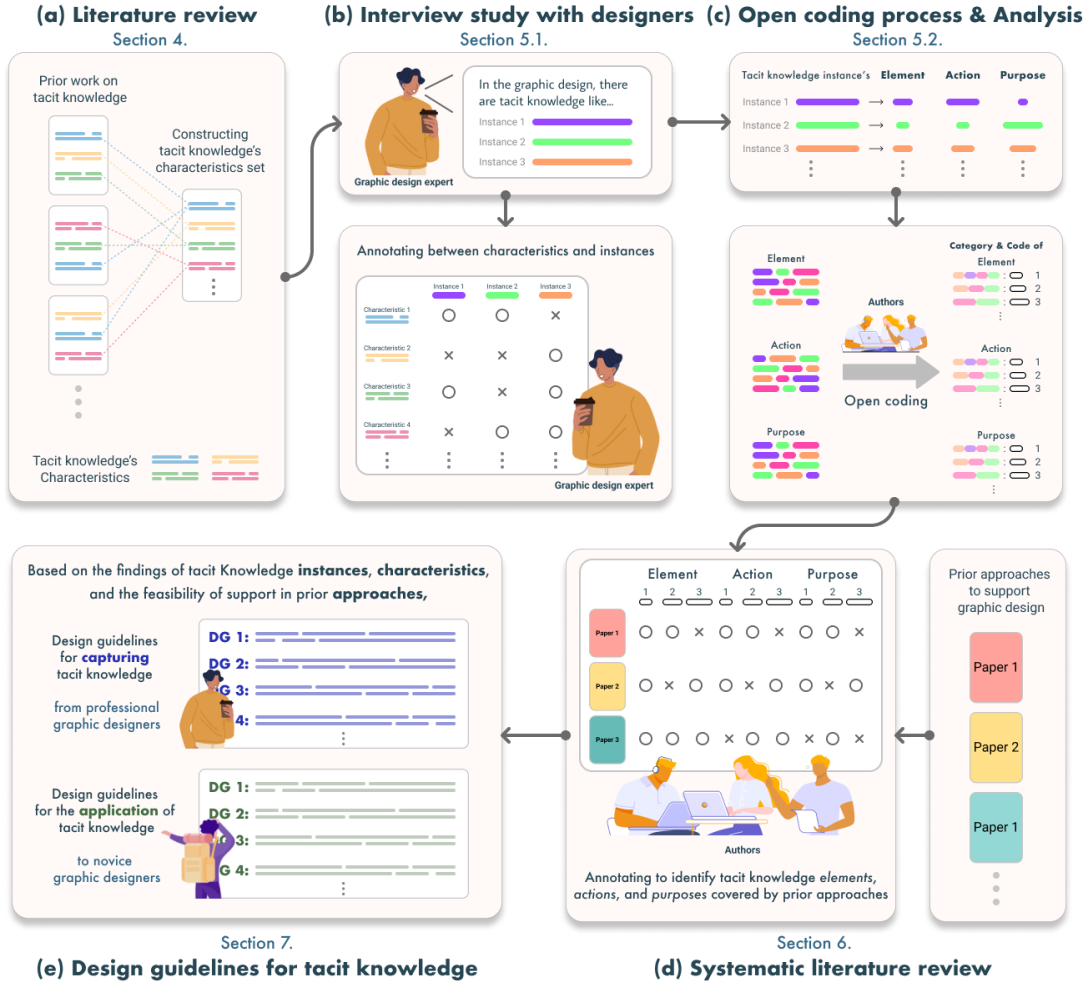 (a) Literature review
Section 4.
Prior work on
tacit knowledge
Constructing
tacit knowledge's
characteristics set
Tacit knowledge's
Characteristics
(b) Interview study with designers
Section 5.1.
In the graphic design, there
are tacit knowledge like...
Instance 1
Instance 2
Instance 3
Graphic design expert
Annotating between characteristics and instances
Instance 1 Instance 2 Instance 3
Characteristic 1
Characteristic 2
Characteristic 3
Characteristic 4
Graphic design expert
(c) Open coding process & Analysis
Section 5.2.
Tacit knowledge instance's Element Action Purpose
Instance 1
Instance 2
Instance 3
Element
Action
Purpose
Authors
Open coding
Category & Code of
Element
: 1
: 2
: 3
Action
: 1
: 2
: 3
Purpose
: 1
: 2
: 3
Element Action Purpose
1 2 3 1 2 3 1 2 3
Paper 1
Paper 2
Paper 3
Authors
Annotating to identify tacit knowledge elements,
actions, and purposes covered by prior approaches
Prior approaches
to support
graphic design
Paper 1
Paper 2
Paper 1
Section 6.
(d) Systematic literature review
Based on the findings of tacit Knowledge instances, characteristics,
and the feasibility of support in prior approaches,
Design guidelines
for capturing
tacit knowledge
from professional
graphic designers
DG 1:
DG 2:
G 3:
4:
Design guidelines
for the application of
tacit knowledge
to novice
graphic designers
DG 1:
DG 2:
G 3:
G 4:
Section 7.
(e) Design guidelines for tacit knowledge